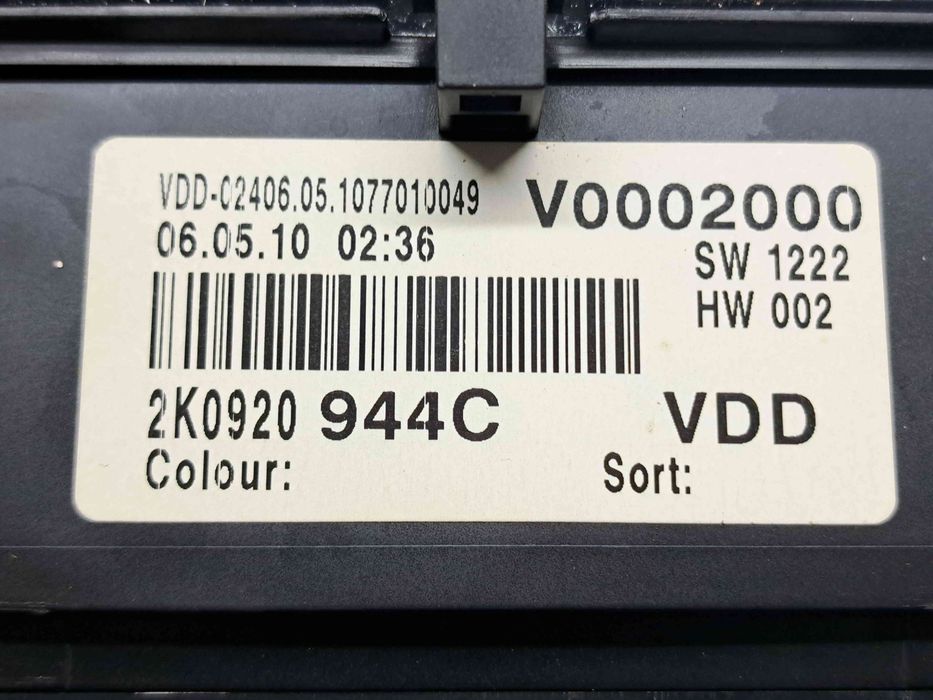 VDD-02406.05.1077010049
V0002000
06.05.10 02:36
SW 1222
HW 002
2K0920 944C
VDD
Colour:
Sort: